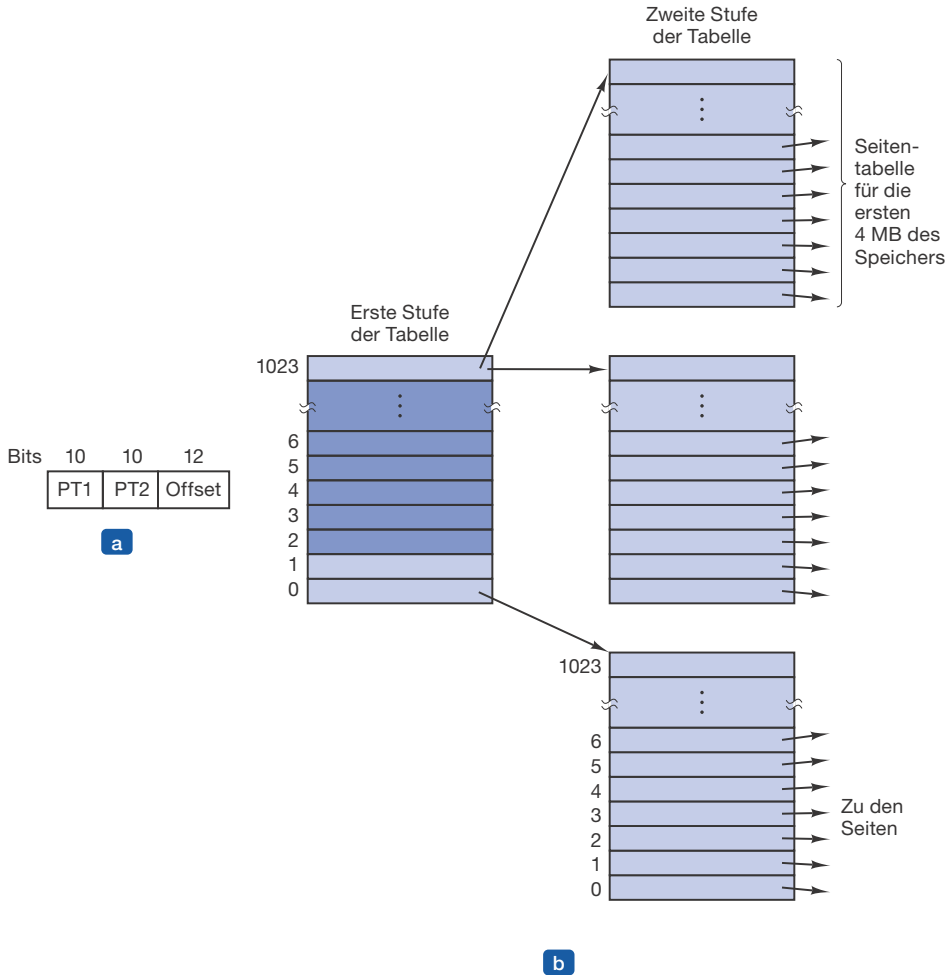 Zweite Stufe
der Tabelle
Seiten-
tabelle
für die
ersten
4 MB des
Speichers
Erste Stufe
der Tabelle
1023
6
5
4
3
2
1
0
Bits 10 10 12
PT1 PT2 Offset
a
1023
6
5
4
3
2
1
0
Zu den
Seiten
b